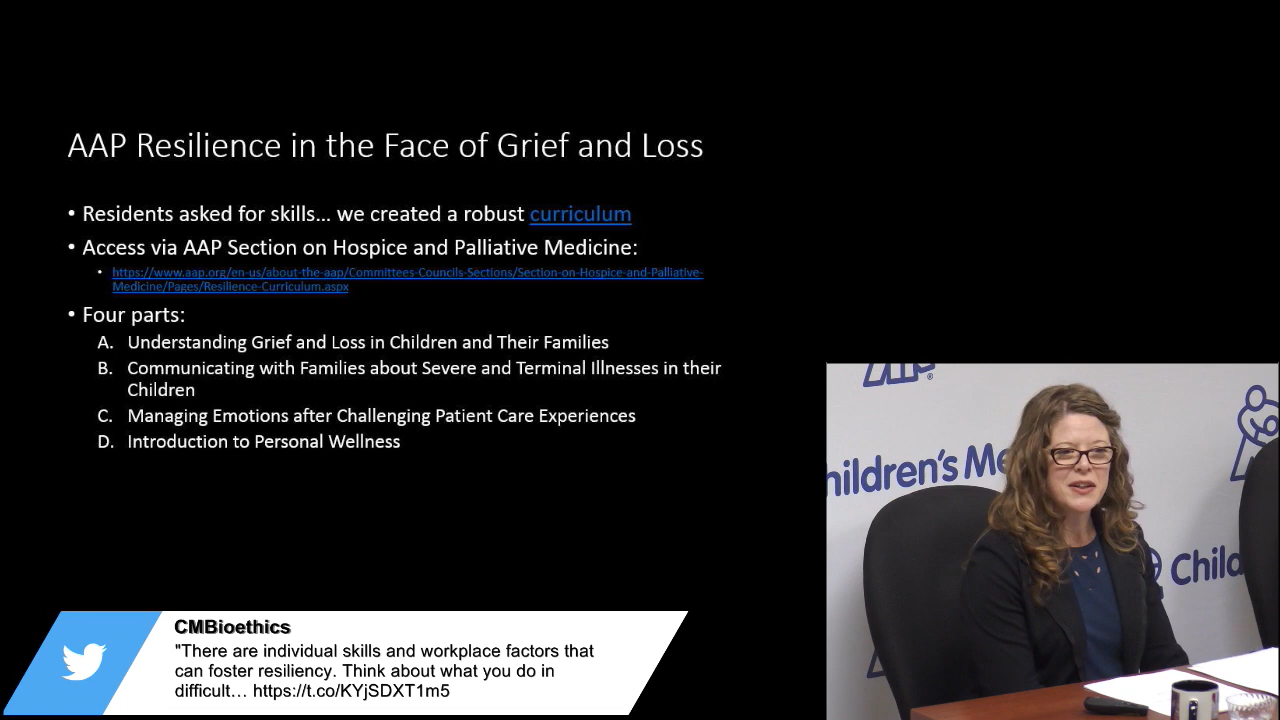 AAP Resilience in the Face of Grief and Loss
• Residents asked for skills... we created a robust curriculum
• Access via AAP Section on Hospice and Palliative Medicine:
• https://www.aap.org/en-us/about-the-aap/Committees-Councils-Sections/Section-on-Hospice-and-Palliative-
Medicine/Pages/Resilience-Curriculum.aspx
• Four parts:
A. Understanding Grief and Loss in Children and Their Families
B. Communicating with Families about Severe and Terminal Illnesses in their
Children
C. Managing Emotions after Challenging Patient Care Experiences
D. Introduction to Personal Wellness
hildren's Me
Child
CMBioethics
"There are individual skills and workplace factors that
can foster resiliency. Think about what you do in
difficult… https://t.co/KYjSDXT1m5